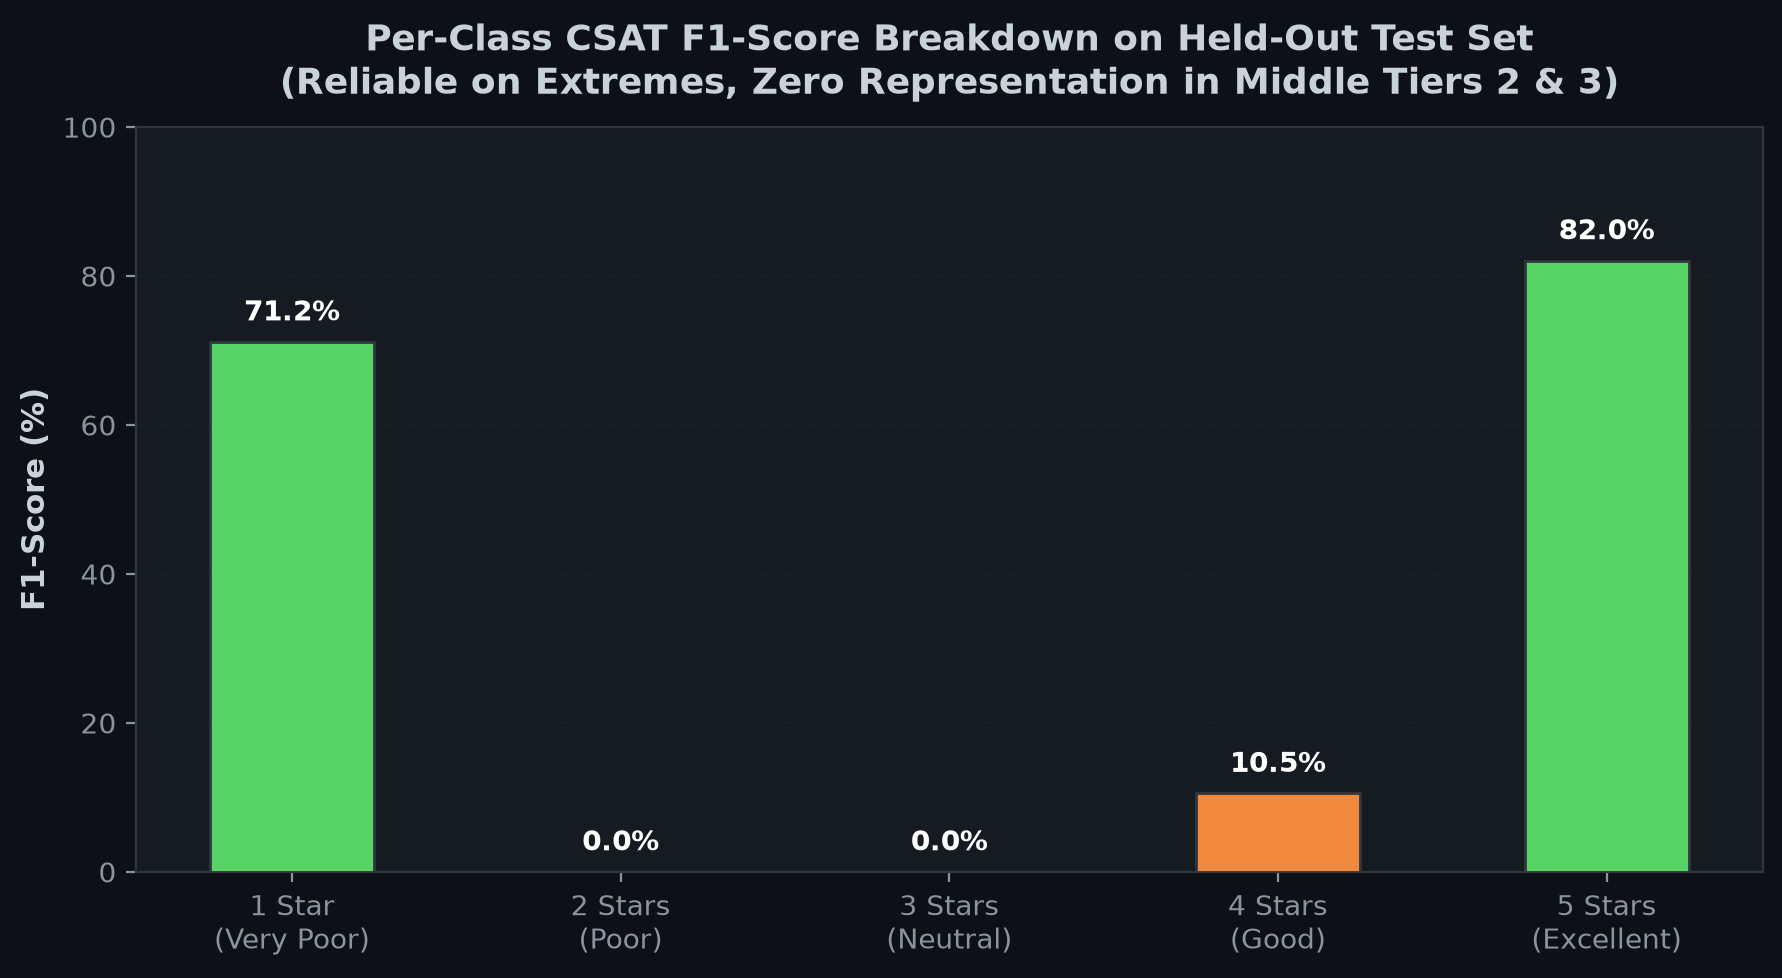 Per-Class CSAT F1-Score Breakdown on Held-Out Test Set
(Reliable on Extremes, Zero Representation in Middle Tiers 2 & 3)
F1-Score (%)
100
80
60
40
20
0
71.2%
0.0%
0.0%
10.5%
82.0%
1 Star
(Very Poor)
2 Stars
(Poor)
3 Stars
(Neutral)
4 Stars
(Good)
5 Stars
(Excellent)